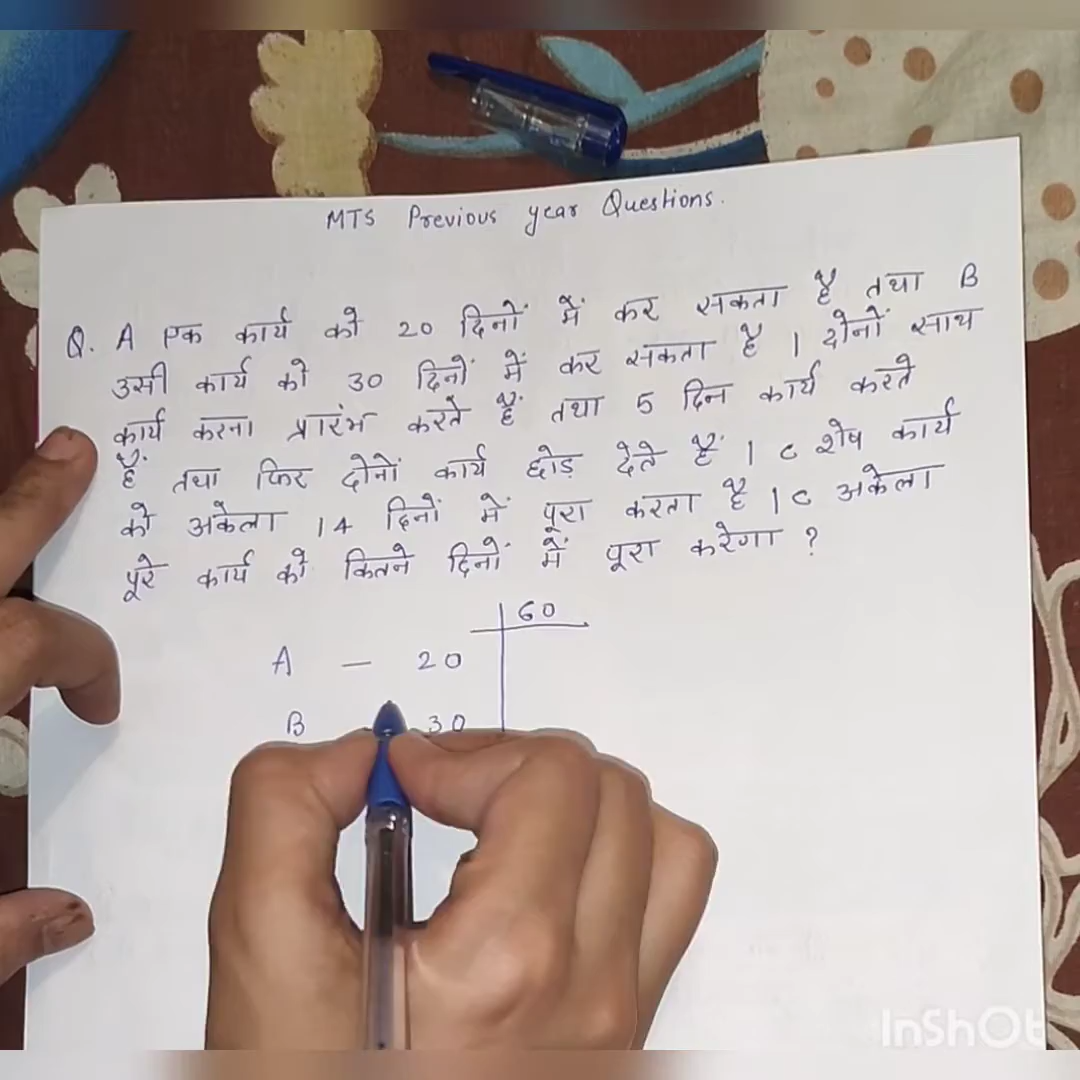 MTS Previous year Questions.
Q. A एक कार्य को 20 दिनों में कर सकता है तथा B
उसी कार्य को 30 दिनों में कर सकता है । दोनों साथ
कार्य करना प्रारंभ करते हैं तथा 5 दिन कार्य करते
हैं तथा फिर दोनों कार्य छोड़ देते हैं । C शेष कार्य
को अकेला 14 दिनों में पूरा करता है । C अकेला
पूरे कार्य को कितने दिनों में पूरा करेगा ?
60
A — 20
B 30
InShOt